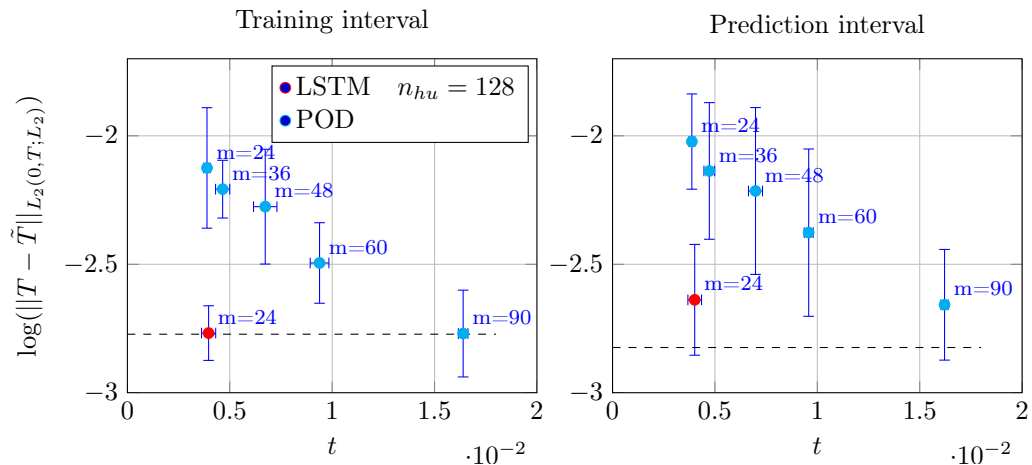 Training interval
Prediction interval
log(||T − T̃||_{L_2(0,T;L_2)})
LSTM n_{hu} = 128
POD
m=24
m=36
m=48
m=60
m=24
m=90
−2
−2.5
−3
0
0.5
1
1.5
2
t
·10^{−2}
m=24
m=36
m=48
m=60
m=24
m=90
−2
−2.5
−3
0
0.5
1
1.5
2
t
·10^{−2}